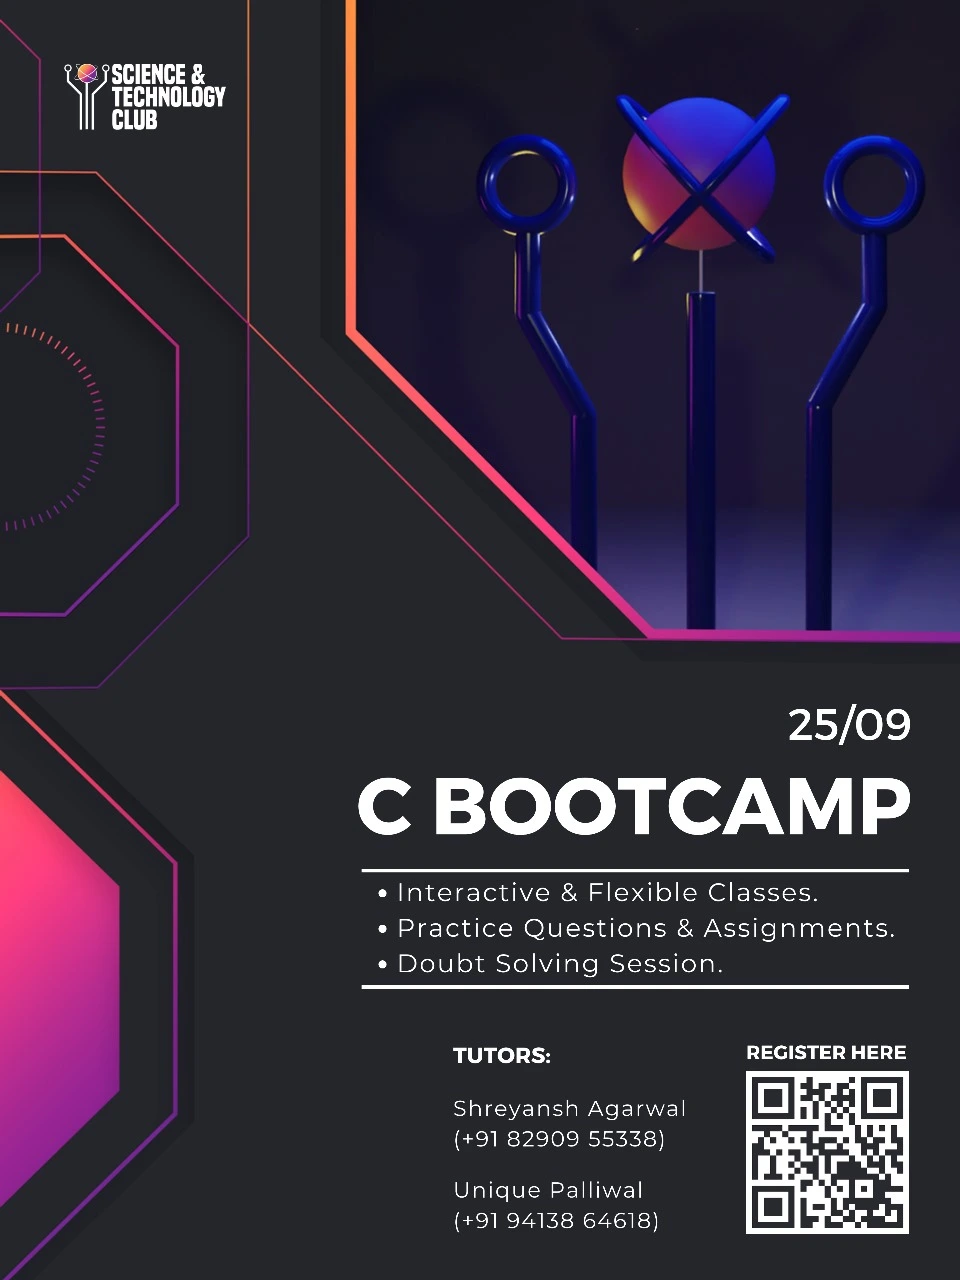 SCIENCE &
TECHNOLOGY
CLUB
25/09
C BOOTCAMP
• Interactive & Flexible Classes.
• Practice Questions & Assignments.
• Doubt Solving Session.
TUTORS:
Shreyansh Agarwal
(+91 82909 55338)
Unique Palliwal
(+91 94138 64618)
REGISTER HERE